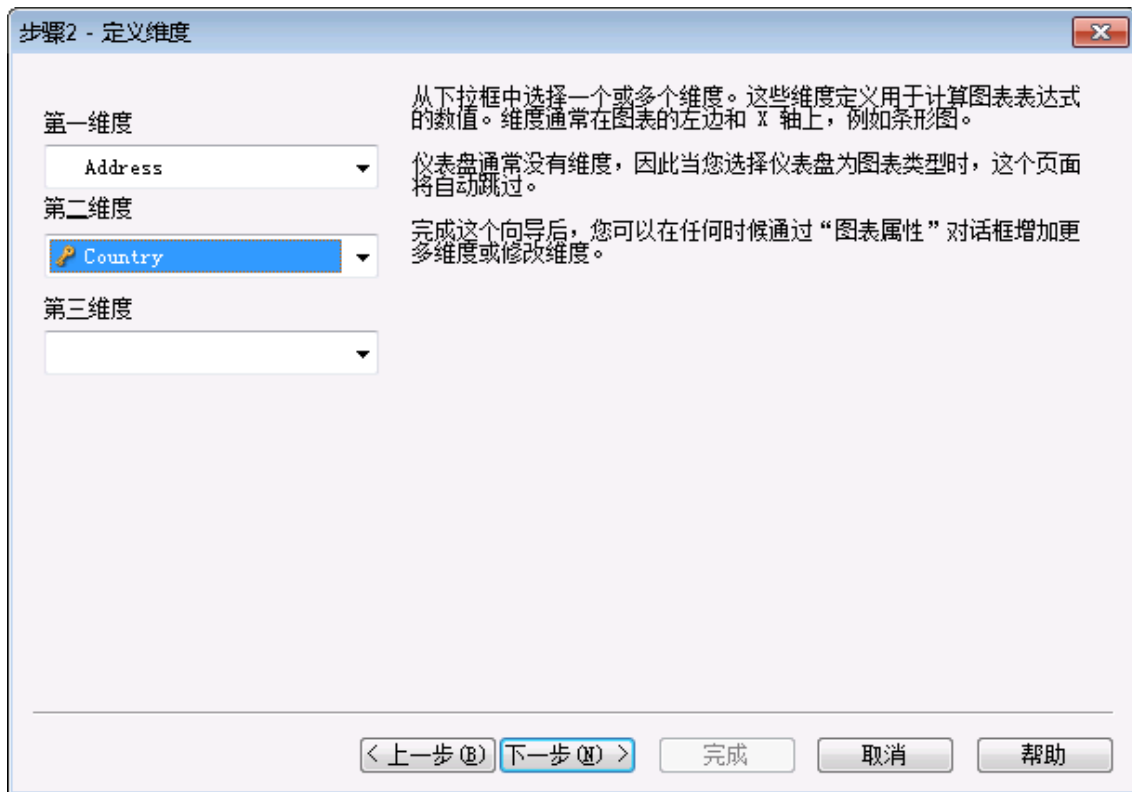 步骤2 - 定义维度
第一维度
Address
第二维度
Country
第三维度
从下拉框中选择一个或多个维度。这些维度定义用于计算图表表达式
的数值。维度通常在图表的左边和 X 轴上，例如条形图。
仪表盘通常没有维度，因此当您选择仪表盘为图表类型时，这个页面
将自动跳过。
完成这个向导后，您可以在任何时候通过“图表属性”对话框增加更
多维度或修改维度。
< 上一步(B) 下一步(N) > 完成 取消 帮助